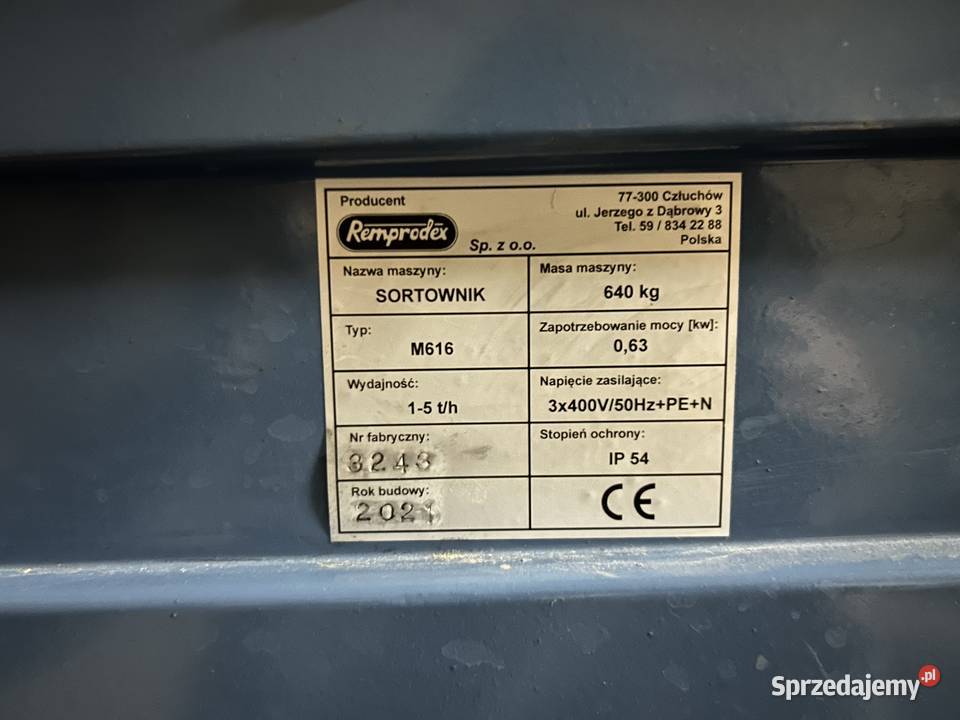 Producent
Remprodex
Sp. z o.o.
77-300 Człuchów
ul. Jerzego z Dąbrowy 3
Tel. 59 / 834 22 88
Polska
Nazwa maszyny:
SORTOWNIK
Masa maszyny:
640 kg
Typ:
M616
Zapotrzebowanie mocy [kw]:
0,63
Wydajność:
1-5 t/h
Napięcie zasilające:
3x400V/50Hz+PE+N
Nr fabryczny:
3243
Stopień ochrony:
IP 54
Rok budowy:
2021
CE
Sprzedajemy.pl